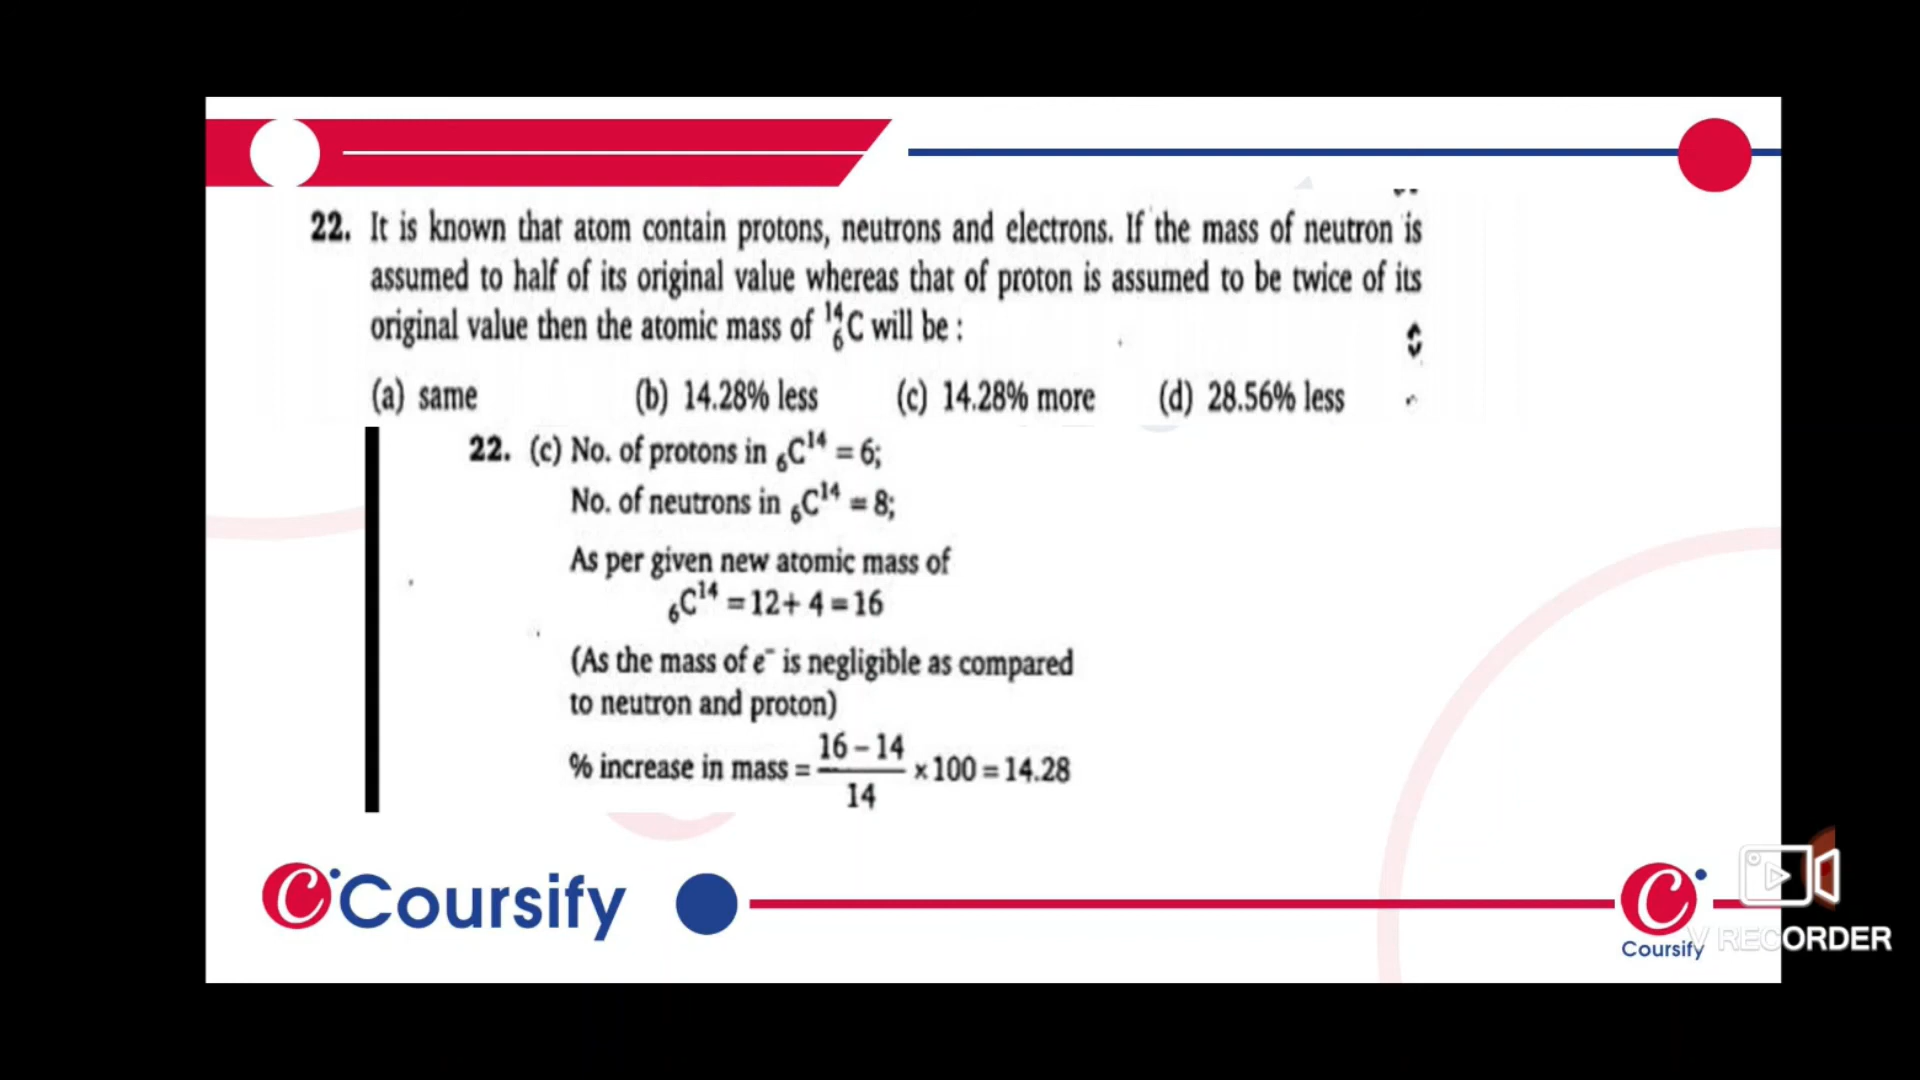 22. It is known that atom contain protons, neutrons and electrons. If the mass of neutron is
assumed to half of its original value whereas that of proton is assumed to be twice of its
original value then the atomic mass of ¹⁴₆C will be :
(a) same (b) 14.28% less (c) 14.28% more (d) 28.56% less
22. (c) No. of protons in ₆C¹⁴ = 6;
No. of neutrons in ₆C¹⁴ = 8;
As per given new atomic mass of
₆C¹⁴ = 12 + 4 = 16
(As the mass of e⁻ is negligible as compared
to neutron and proton)
% increase in mass = (16 – 14)/14 × 100 = 14.28
Coursify
Coursify
V RECORDER